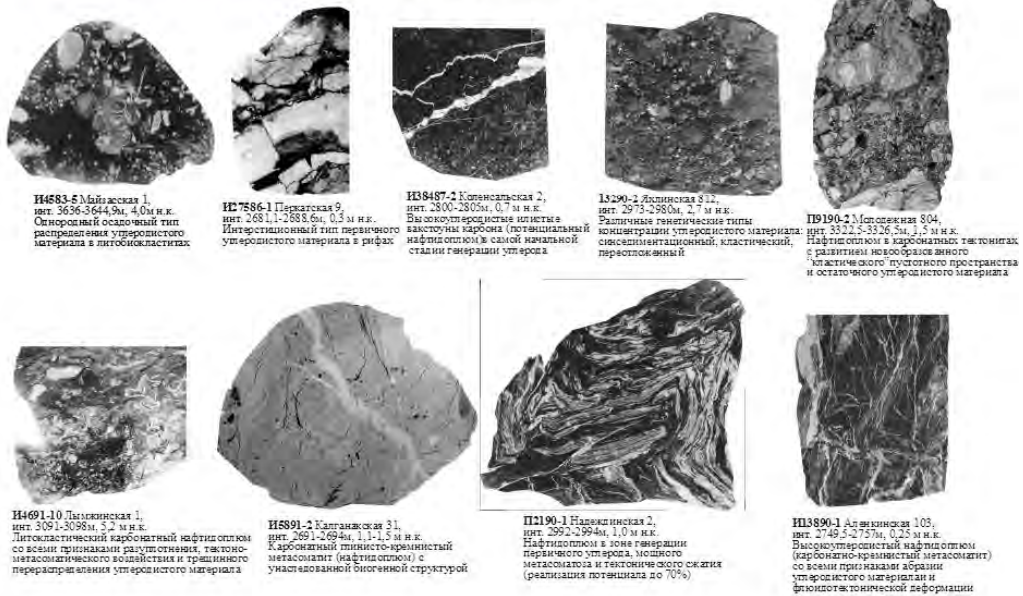 И4583-5 Майзасская 1,
инт. 3636-3644,9м, 4,0м н.к.
Однородный осадочный тип
распределения углеродистого
материала в литобиокластитах
И27586-1 Перкатская 9,
инт. 2681,1-2688,6м, 0,3 м н.к.
Интерстиционный тип первичного
углеродистого материала в рифах
И38487-2 Коленсальская 2,
инт. 2800-2805м, 0,7 м н.к.
Высокоуглеродистые илистые
вакстоуны карбона (потенциальный
нафтидоплюм)в самой начальной
стадии генерации углерода
13290-2 Яхлинская 812,
инт. 2973-2980м, 2,7 м н.к.
Различные генетические типы
концентрации углеродистого материала:
синседиментационный, кластический,
переотложенный
П9190-2 Молодежная 804,
инт. 3322,5-3326,5м, 1,5 м н.к.
Нафтидоплюм в карбонатных тектонитах
с развитием новообразованного
"кластического" пустотного пространства
и остаточного углеродистого материала
И4691-10 Лымжинская 1,
инт. 3091-3098м, 5,2 м н.к.
Литокластический карбонатный нафтидоплюм
со всеми признаками разуплотнения, тектоно-
метасоматического воздействия и трещинного
перераспределения углеродистого материала
И5891-2 Калганакская 31,
инт. 2691-2694м, 1,1-1,5 м н.к.
Карбонатный глинисто-кремнистый
метасоматит (нафтидоплюм) с
унаследованной биогенной структурой
П2190-1 Надеждинская 2,
инт. 2992-2994м, 1,0 м н.к.
Нафтидоплюм в зоне генерации
первичного углерода, мощного
метасоматоза и тектонического сжатия
(реализация потенциала до 70%)
И13890-1 Аленкинская 103,
инт. 2749,5-2757м, 0,25 м н.к.
Высокоуглеродистый нафтидоплюм
(карбонатно-кремнистый метасоматит)
со всеми признаками абразии
углеродистого материалаи и
флюидотектонической деформации